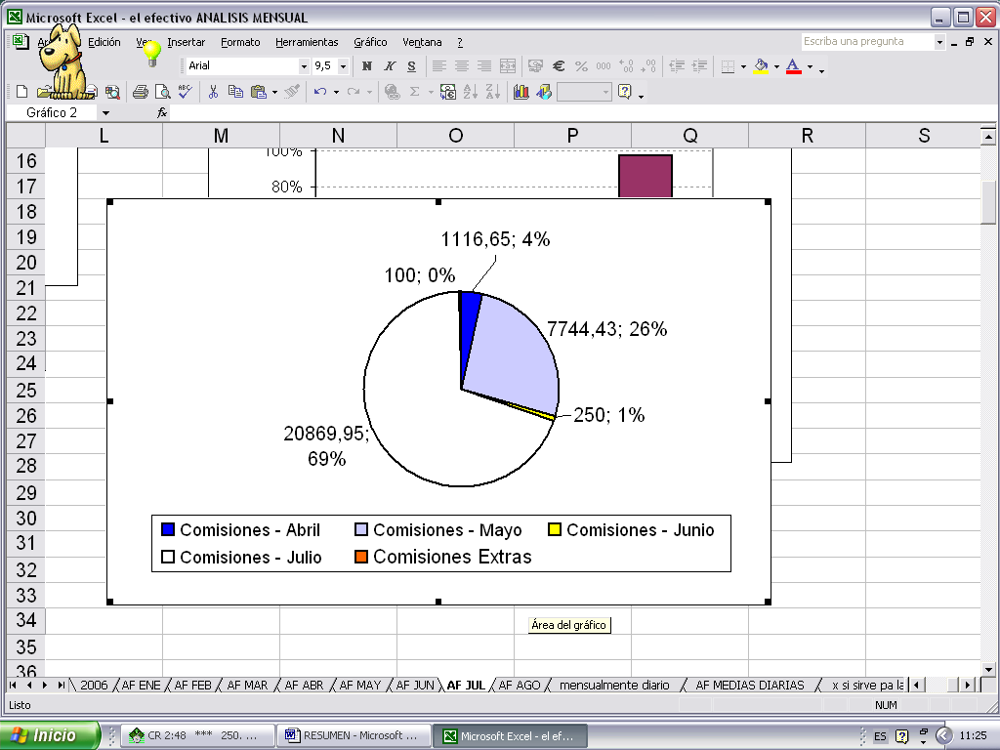 Microsoft Excel - el efectivo ANALISIS MENSUAL
Edición Insertar Formato Herramientas Gráfico Ventana ?
Escriba una pregunta
Arial 9,5 N K S € % 000
Gráfico 2 fx
L M N O P Q R S
16
17
18
19
20
21
22
23
24
25
26
27
28
29
30
31
32
33
34
35
36
100%
80%
1116,65; 4%
100; 0%
7744,43; 26%
250; 1%
20869,95;
69%
Comisiones - Abril Comisiones - Mayo Comisiones - Junio
Comisiones - Julio Comisiones Extras
Área del gráfico
2006 AF ENE AF FEB AF MAR AF ABR AF MAY AF JUN AF JUL AF AGO mensualmente diario AF MEDIAS DIARIAS x si sirve pa la
Listo NUM
Inicio CR 2:48 *** 250. ... RESUMEN - Microsoft ... Microsoft Excel - el ef... ES 11:25